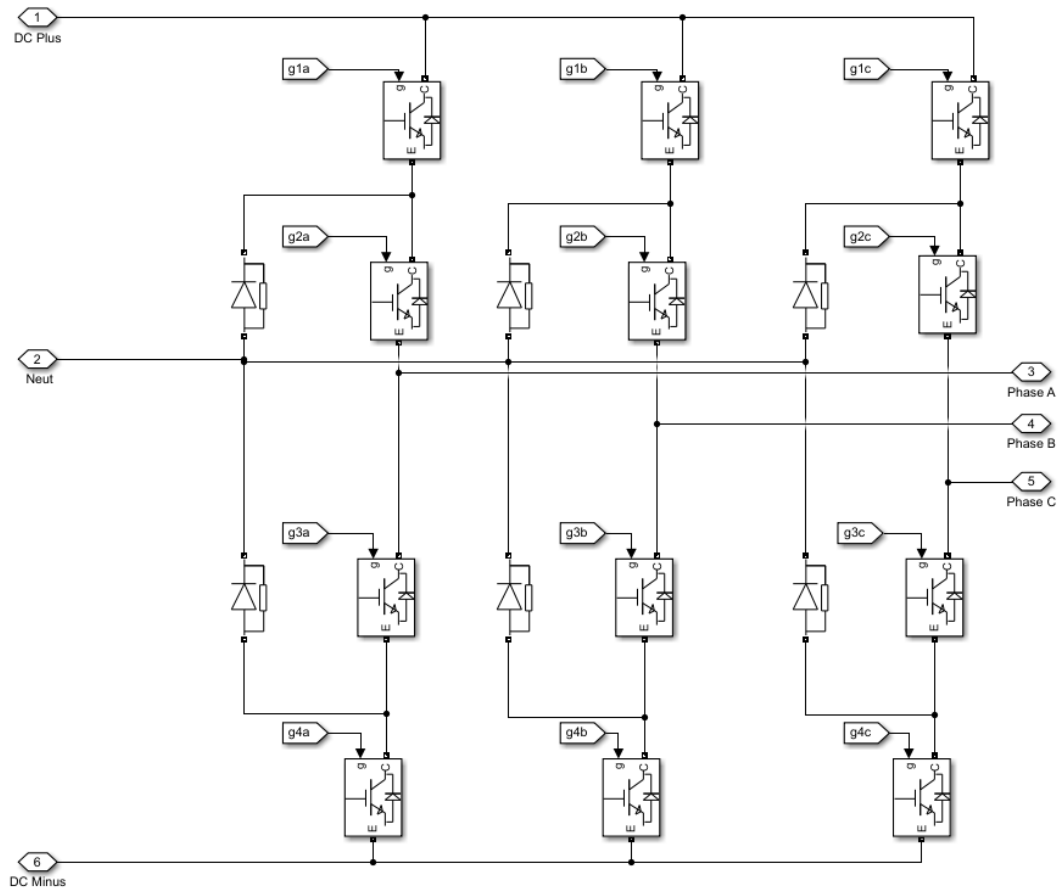 1
DC Plus
g1a
g1b
g1c
g C
g C
g C
E
E
E
g2a
g2b
g2c
g C
g C
g C
E
E
E
2
Neut
3
Phase A
4
Phase B
5
Phase C
g3a
g3b
g3c
g C
g C
g C
E
E
E
g4a
g4b
g4c
g C
g C
g C
E
E
E
6
DC Minus